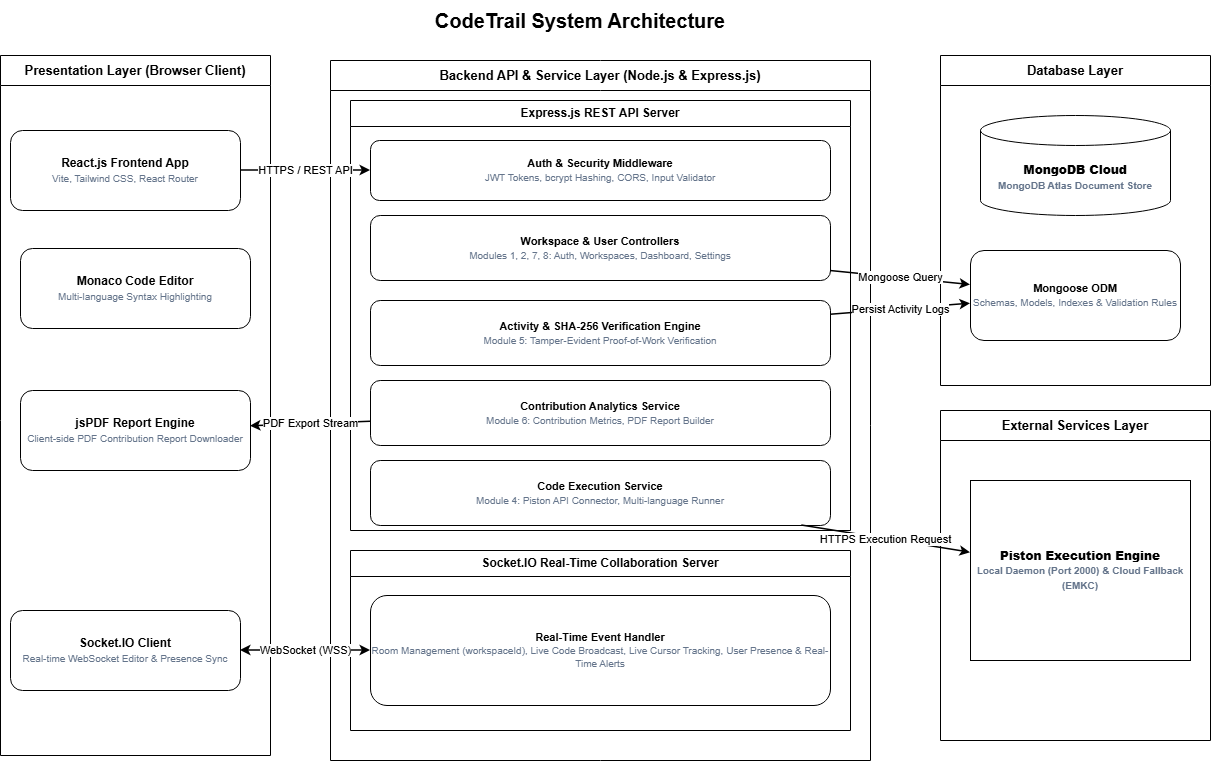 CodeTrail System Architecture
Presentation Layer (Browser Client)
React.js Frontend App
Vite, Tailwind CSS, React Router
Monaco Code Editor
Multi-language Syntax Highlighting
jsPDF Report Engine
Client-side PDF Contribution Report Downloader
Socket.IO Client
Real-time WebSocket Editor & Presence Sync
HTTPS / REST API
PDF Export Stream
WebSocket (WSS)
Backend API & Service Layer (Node.js & Express.js)
Express.js REST API Server
Auth & Security Middleware
JWT Tokens, bcrypt Hashing, CORS, Input Validator
Workspace & User Controllers
Modules 1, 2, 7, 8: Auth, Workspaces, Dashboard, Settings
Activity & SHA-256 Verification Engine
Module 5: Tamper-Evident Proof-of-Work Verification
Contribution Analytics Service
Module 6: Contribution Metrics, PDF Report Builder
Code Execution Service
Module 4: Piston API Connector, Multi-language Runner
Socket.IO Real-Time Collaboration Server
Real-Time Event Handler
Room Management (workspaceId), Live Code Broadcast, Live Cursor Tracking, User Presence & Real-
Time Alerts
Mongoose Query
Persist Activity Logs
HTTPS Execution Request
Database Layer
MongoDB Cloud
MongoDB Atlas Document Store
Mongoose ODM
Schemas, Models, Indexes & Validation Rules
External Services Layer
Piston Execution Engine
Local Daemon (Port 2000) & Cloud Fallback
(EMKC)